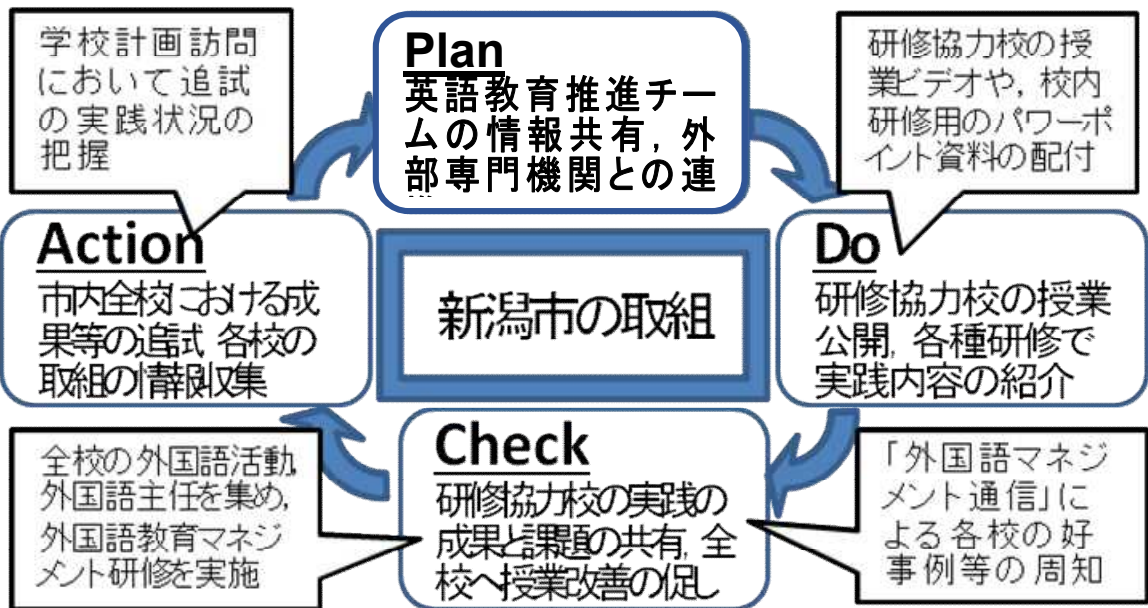 学校計画訪問
において追試
の実践状況の
把握
Plan
英語教育推進チー
ムの情報共有，外
部専門機関との連
研修協力校の授
業ビデオや，校内
研修用のパワーポ
イント資料の配付
Action
市内全校における成
果等の追試，各校の
取組の情報収集
新潟市の取組
Do
研修協力校の授業
公開，各種研修で
実践内容の紹介
全校の外国語活動，
外国語主任を集め，
外国語教育マネジ
メント研修を実施
Check
研修協力校の実践の
成果と課題の共有，全
校へ授業改善の促し
「外国語マネジ
メント通信」に
よる各校の好
事例等の周知